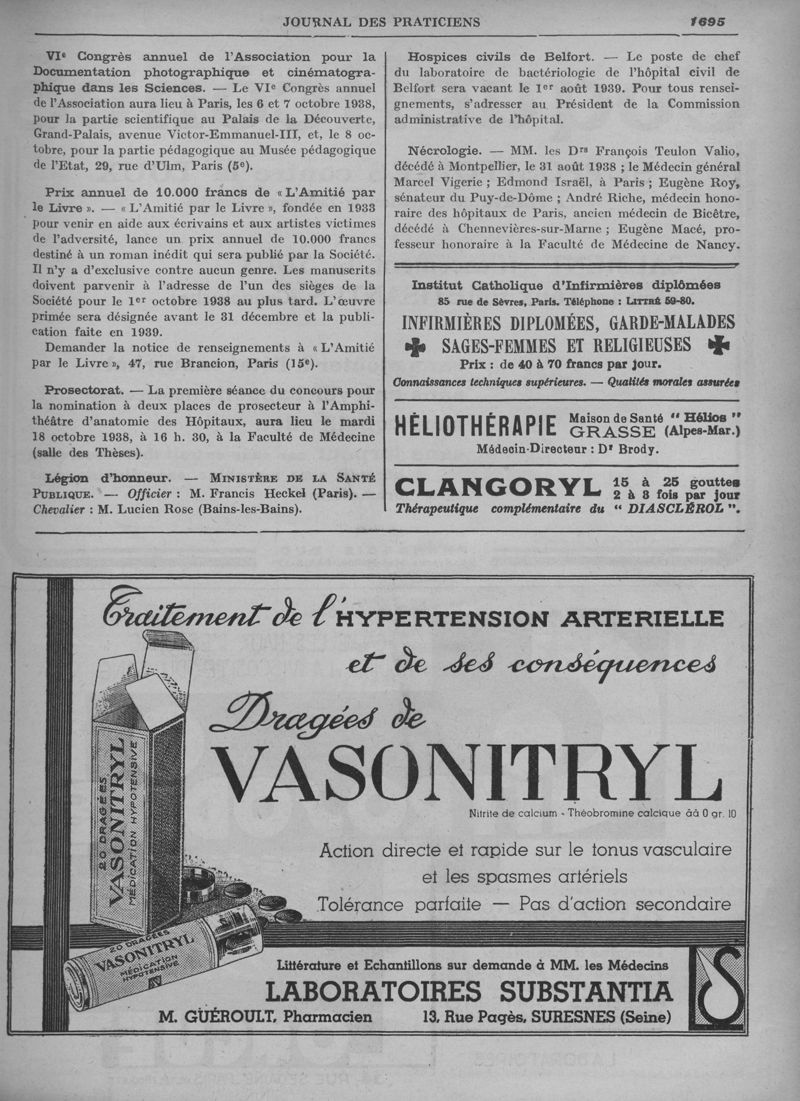 JOURNAL DES PRATICIENS
1695
VIe Congrès annuel de l'Association pour la
Documentation photographique et cinématogra-
phique dans les Sciences. — Le VIe Congrès annuel
de l'Association aura lieu à Paris, les 6 et 7 octobre 1938,
pour la partie scientifique au Palais de la Découverte,
Grand-Palais, avenue Victor-Emmanuel-III, et, le 8 oc-
tobre, pour la partie pédagogique au Musée pédagogique
de l'Etat, 29, rue d'Ulm, Paris (5e).
Prix annuel de 10.000 francs de « L'Amitié par
le Livre ». — « L'Amitié par le Livre », fondée en 1933
pour venir en aide aux écrivains et aux artistes victimes
de l'adversité, lance un prix annuel de 10.000 francs
destiné à un roman inédit qui sera publié par la Société.
Il n'y a d'exclusive contre aucun genre. Les manuscrits
doivent parvenir à l'adresse de l'un des sièges de la
Société pour le 1er octobre 1938 au plus tard. L'œuvre
primée sera désignée avant le 31 décembre et la publi-
cation faite en 1939.
Demander la notice de renseignements à « L'Amitié
par le Livre », 47, rue Brancion, Paris (15e).
Prosectorat. — La première séance du concours pour
la nomination à deux places de prosecteur à l'Amphi-
théâtre d'anatomie des Hôpitaux, aura lieu le mardi
18 octobre 1938, à 16 h. 30, à la Faculté de Médecine
(salle des Thèses).
Légion d'honneur. — MINISTÈRE DE LA SANTÉ
PUBLIQUE. — Officier : M. Francis Heckel (Paris). —
Chevalier : M. Lucien Rose (Bains-les-Bains).
Hospices civils de Belfort. — Le poste de chef
du laboratoire de bactériologie de l'hôpital civil de
Belfort sera vacant le 1er août 1939. Pour tous rensei-
gnements, s'adresser au Président de la Commission
administrative de l'hôpital.
Nécrologie. — MM. les Drs François Teulon Valio,
décédé à Montpellier, le 31 août 1938 ; le Médecin général
Marcel Vigerie ; Edmond Israël, à Paris ; Eugène Roy,
sénateur du Puy-de-Dôme ; André Riche, médecin hono-
raire des hôpitaux de Paris, ancien médecin de Bicêtre,
décédé à Chennevières-sur-Marne ; Eugène Macé, pro-
fesseur honoraire à la Faculté de Médecine de Nancy.
Institut Catholique d'Infirmières diplômées
85 rue de Sèvres, Paris. Téléphone : LITTRÉ 59-80.
INFIRMIÈRES DIPLOMÉES, GARDE-MALADES
SAGES-FEMMES ET RELIGIEUSES
Prix : de 40 à 70 francs par jour.
Connaissances techniques supérieures. — Qualités morales assurées
HÉLIOTHÉRAPIE Maison de Santé " Hélios "
GRASSE (Alpes-Mar.)
Médecin-Directeur : Dr Brody.
CLANGORYL 15 à 25 gouttes
2 à 3 fois par jour
Thérapeutique complémentaire du " DIASCLÉROL ".
Traitement de l'HYPERTENSION ARTERIELLE
et de ses conséquences
Dragées de
VASONITRYL
Nitrite de calcium - Théobromine calcique ââ 0 gr. 10
Action directe et rapide sur le tonus vasculaire
et les spasmes artériels
Tolérance parfaite — Pas d'action secondaire
20 DRAGÉES
VASONITRYL
MÉDICATION HYPOTENSIVE
20 DRAGÉES
VASONITRYL
MÉDICATION
HYPOTENSIVE
Littérature et Echantillons sur demande à MM. les Médecins
LABORATOIRES SUBSTANTIA
M. GUÉROULT, Pharmacien 13, Rue Pagès, SURESNES (Seine)